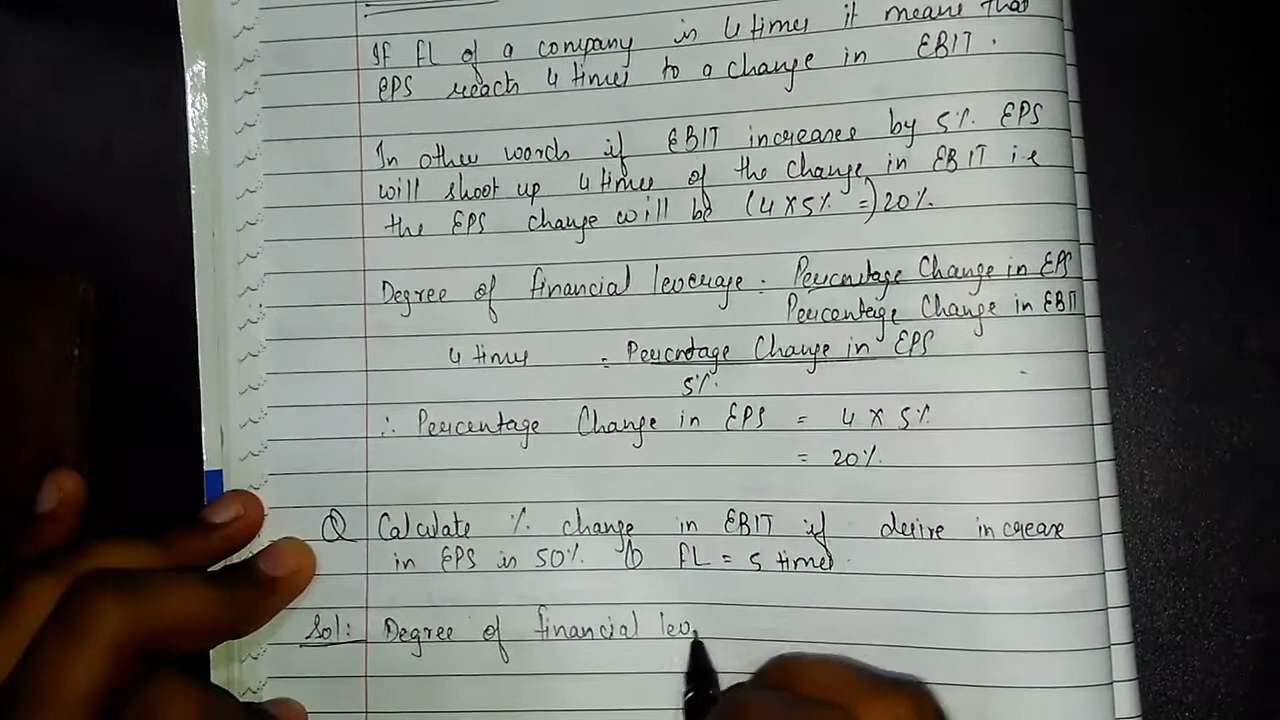 If FL of a company is 4 times it means that
EPS reach 4 times to a change in EBIT.
In other words if EBIT increases by 5% EPS
will shoot up 4 times of the change in EBIT i.e
the EPS change will be (4 X 5% =) 20%.
Degree of financial leverage = Percentage Change in EPS
Percentage Change in EBIT
4 times = Percentage Change in EPS
5%
∴ Percentage Change in EPS = 4 X 5%
= 20%.
Q Calculate % change in EBIT if desire increase
in EPS is 50% & FL = 5 times.
Sol: Degree of financial lev